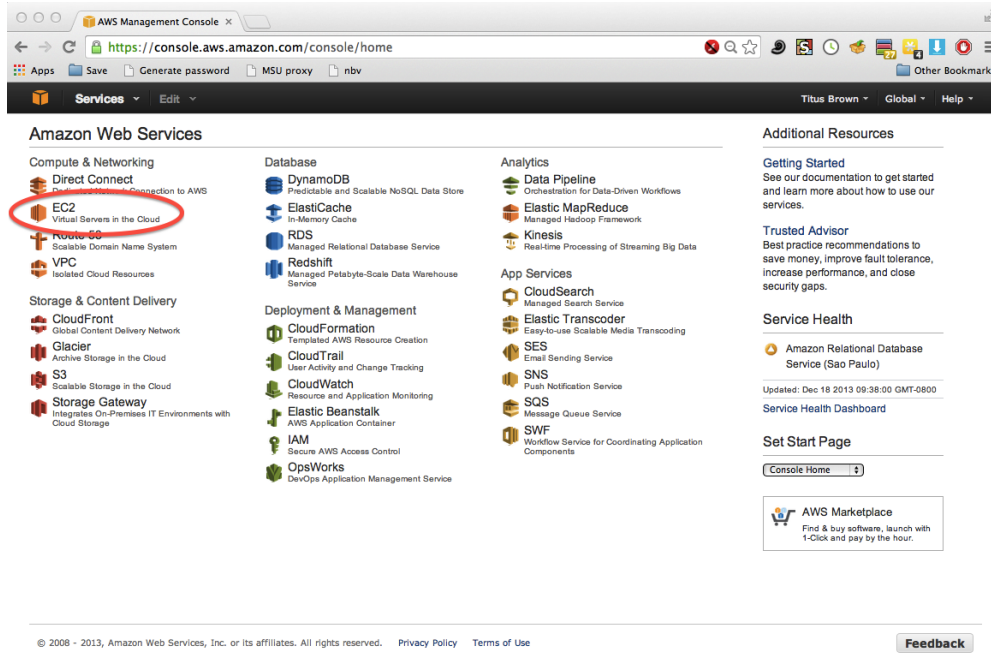 AWS Management Console ×
https://console.aws.amazon.com/console/home
Apps Save Generate password MSU proxy nbv Other Bookmark
Services Edit Titus Brown Global Help
Amazon Web Services
Compute & Networking
Direct Connect
Dedicated Network Connection to AWS
EC2
Virtual Servers in the Cloud
Route 53
Scalable Domain Name System
VPC
Isolated Cloud Resources
Storage & Content Delivery
CloudFront
Global Content Delivery Network
Glacier
Archive Storage in the Cloud
S3
Scalable Storage in the Cloud
Storage Gateway
Integrates On-Premises IT Environments with
Cloud Storage
Database
DynamoDB
Predictable and Scalable NoSQL Data Store
ElastiCache
In-Memory Cache
RDS
Managed Relational Database Service
Redshift
Managed Petabyte-Scale Data Warehouse
Service
Deployment & Management
CloudFormation
Templated AWS Resource Creation
CloudTrail
User Activity and Change Tracking
CloudWatch
Resource and Application Monitoring
Elastic Beanstalk
AWS Application Container
IAM
Secure AWS Access Control
OpsWorks
DevOps Application Management Service
Analytics
Data Pipeline
Orchestration for Data-Driven Workflows
Elastic MapReduce
Managed Hadoop Framework
Kinesis
Real-time Processing of Streaming Big Data
App Services
CloudSearch
Managed Search Service
Elastic Transcoder
Easy-to-use Scalable Media Transcoding
SES
Email Sending Service
SNS
Push Notification Service
SQS
Message Queue Service
SWF
Workflow Service for Coordinating Application
Components
Additional Resources
Getting Started
See our documentation to get started
and learn more about how to use our
services.
Trusted Advisor
Best practice recommendations to
save money, improve fault tolerance,
increase performance, and close
security gaps.
Service Health
Amazon Relational Database
Service (Sao Paulo)
Updated: Dec 18 2013 09:38:00 GMT-0800
Service Health Dashboard
Set Start Page
Console Home
AWS Marketplace
Find & buy software, launch with
1-Click and pay by the hour.
© 2008 - 2013, Amazon Web Services, Inc. or its affiliates. All rights reserved. Privacy Policy Terms of Use Feedback